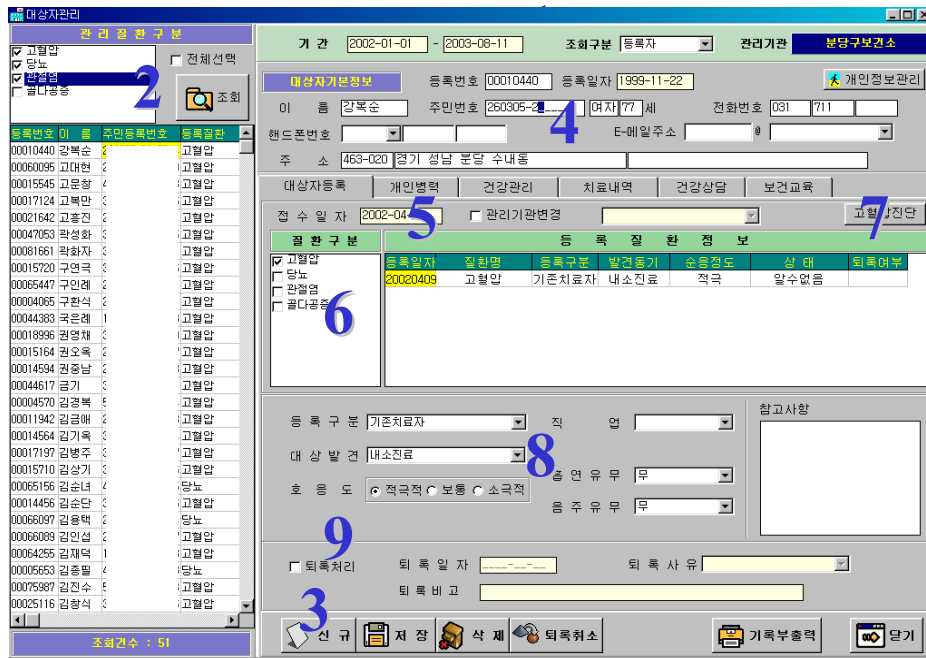 대상자관리
관 리 질 환 구 분
고혈압
당뇨
관절염
골다공증
전체선택
2
조회
등록번호 이 름 주민등록번호 등록질환
00010440 강복순 고혈압
00060095 고대현 고혈압
00015545 고문창 고혈압
00017124 고복만 고혈압
00021642 고홍진 고혈압
00047053 곽성화 고혈압
00081661 곽화자 고혈압
00015720 구연극 고혈압
00065447 구인례 고혈압
00004065 구환식 고혈압
00044383 국은례 고혈압
00018996 권영채 고혈압
00015164 권오옥 고혈압
00014594 권중남 고혈압
00044617 금기 고혈압
00004570 김경복 고혈압
00011942 김금매 고혈압
00014564 김기옥 고혈압
00017197 김병주 고혈압
00015710 김상기 고혈압
00065156 김순녀 당뇨
00014456 김순단 고혈압
00066097 김용택 당뇨
00066089 김인섭 고혈압
00064255 김재덕 고혈압
00005653 김종필 당뇨
00075987 김진수 고혈압
00025116 김창식 고혈압
조회건수 : 51
기 간 2002-01-01 - 2003-08-11 조회구분 등록자 관리기관 분당구보건소
대상자기본정보 등록번호 00010440 등록일자 1999-11-22 개인정보관리
이 름 강복순 주민번호 260305-2 여자 77 세 전화번호 031 711
4
핸드폰번호 E-메일주소 @
주 소 463-020 경기 성남 분당 수내동
대상자등록 개인병력 건강관리 치료내역 건강상담 보건교육
접 수 일 자 2002-04- 관리기관변경 고혈압진단
5 7
질 환 구 분 등 록 질 환 정 보
고혈압
당뇨
관절염
골다공증
6
등록일자 질환명 등록구분 발견동기 순응정도 상 태 퇴록여부
20020409 고혈압 기존치료자 내소진료 적극 알수없음
등 록 구 분 기존치료자 직 업 참고사항
대 상 발 견 내소진료 8
흡 연 유 무 무
호 응 도 적극적 보통 소극적
음 주 유 무 무
9
퇴록처리 퇴 록 일 자 ____-__-__ 퇴 록 사 유
퇴 록 비 고
3
신 규 저 장 삭 제 퇴록취소 기록부출력 닫기